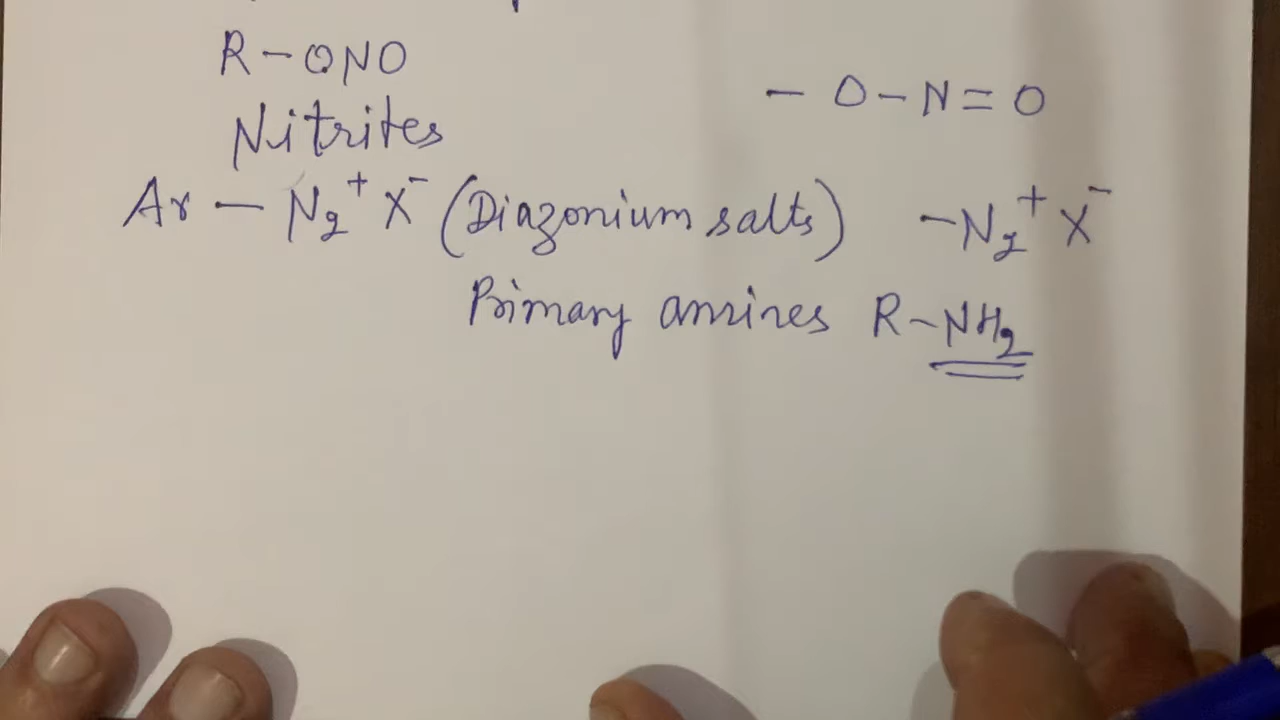 R-ONO
- O-N=O
Nitrites
Ar - N₂⁺X⁻ (Diazonium salts) -N₂⁺X⁻
Primary amines R-NH₂